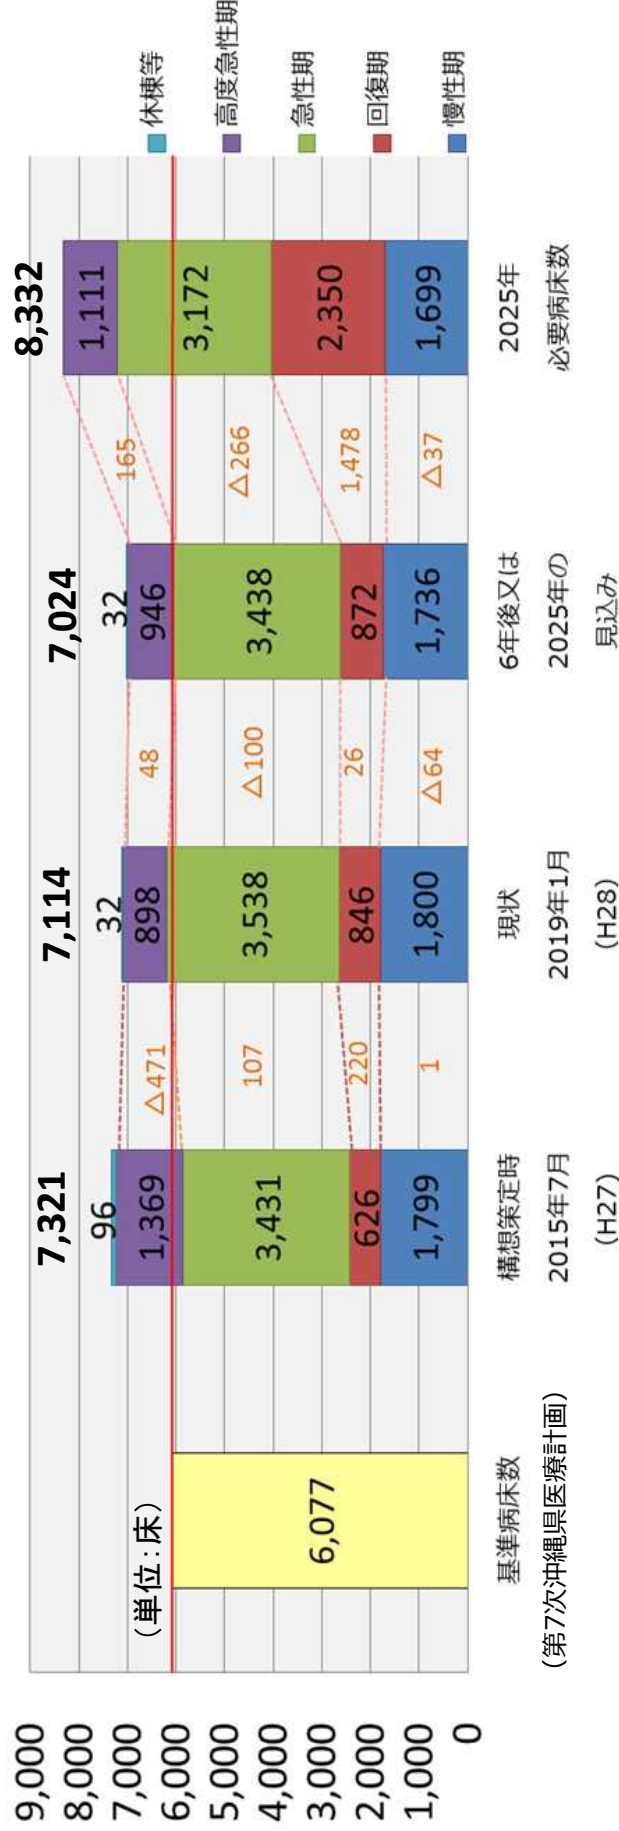 (単位:床)
9,000
8,000
7,000
6,000
5,000
4,000
3,000
2,000
1,000
0
6,077
基準病床数
(第7次沖縄県医療計画)
7,321
96
1,369
3,431
626
1,799
構想策定時
2015年7月
(H27)
△471
107
220
1
7,114
32
898
3,538
846
1,800
現状
2019年1月
(H28)
48
△100
26
△64
7,024
32
946
3,438
872
1,736
6年後又は
2025年の
見込み
165
△266
1,478
△37
8,332
1,111
3,172
2,350
1,699
2025年
必要病床数
休棟等
高度急性期
急性期
回復期
慢性期